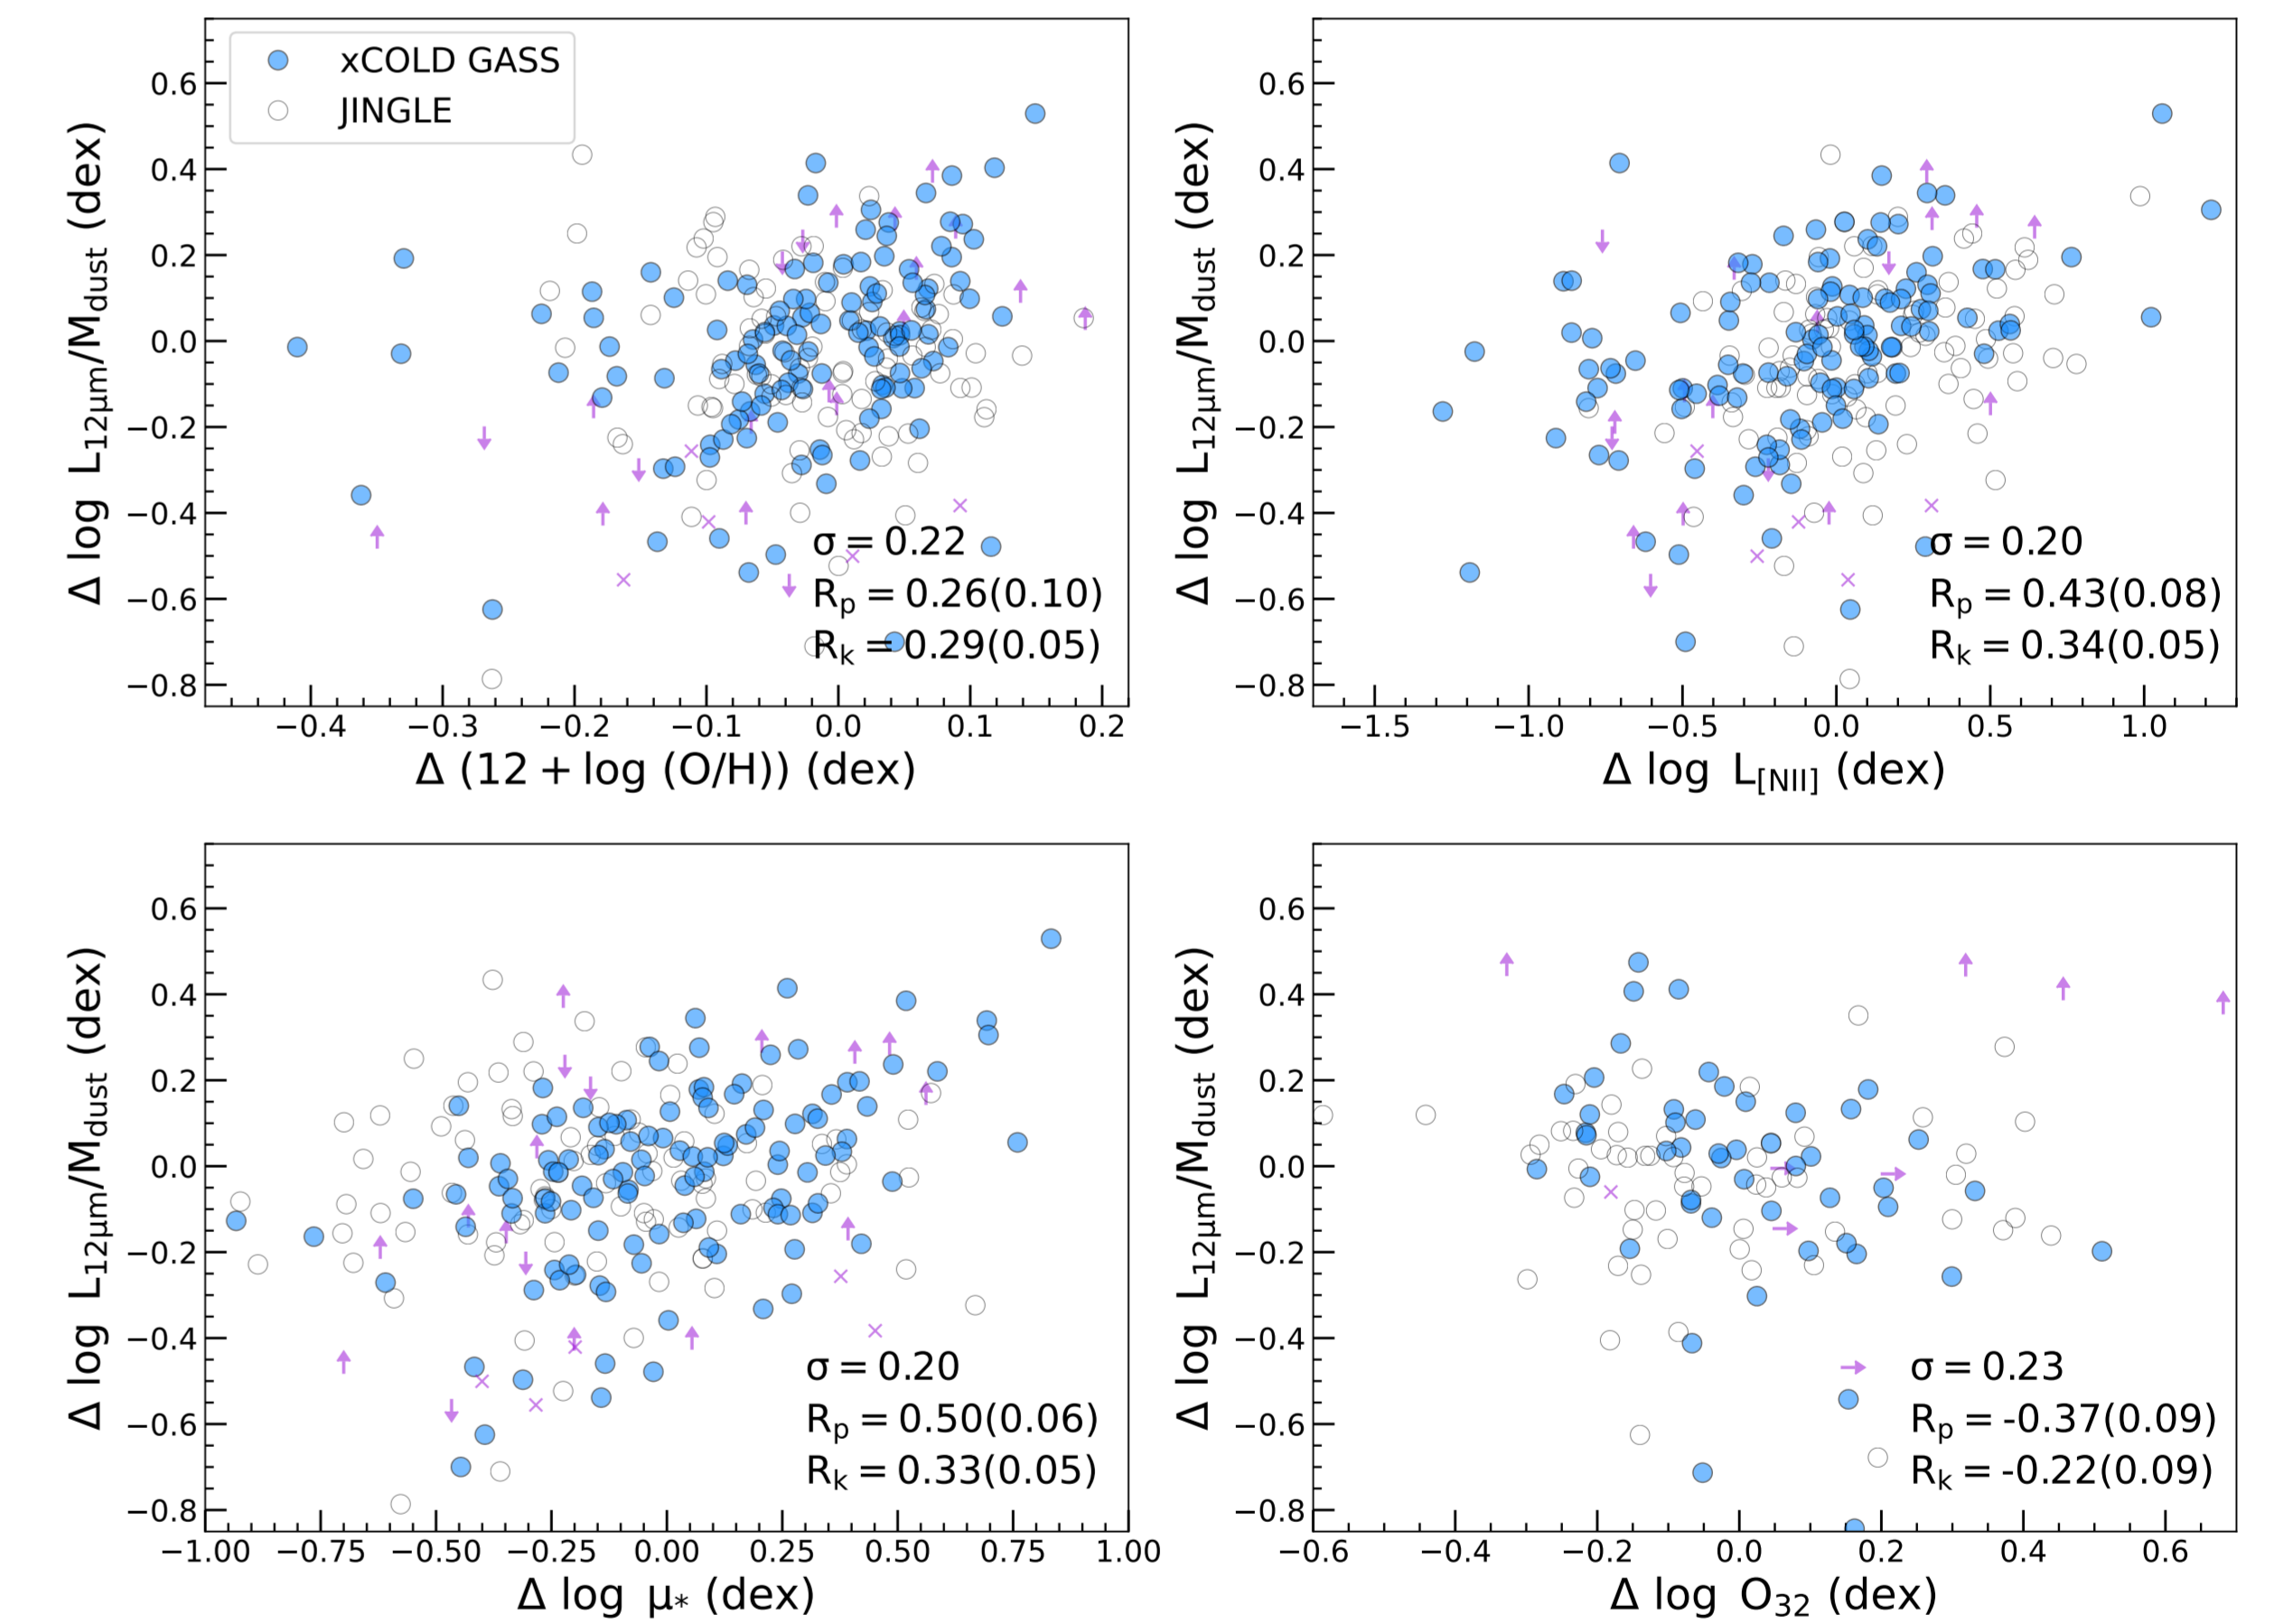 xCOLD GASS
JINGLE
Δ log L12μm/Mdust (dex)
0.6
0.4
0.2
0.0
−0.2
−0.4
−0.6
−0.8
σ = 0.22
Rp = 0.26(0.10)
Rk = 0.29(0.05)
−0.4 −0.3 −0.2 −0.1 0.0 0.1 0.2
Δ (12 + log (O/H)) (dex)
Δ log L12μm/Mdust (dex)
0.6
0.4
0.2
0.0
−0.2
−0.4
−0.6
−0.8
σ = 0.20
Rp = 0.43(0.08)
Rk = 0.34(0.05)
−1.5 −1.0 −0.5 0.0 0.5 1.0
Δ log L[NII] (dex)
Δ log L12μm/Mdust (dex)
0.6
0.4
0.2
0.0
−0.2
−0.4
−0.6
−0.8
σ = 0.20
Rp = 0.50(0.06)
Rk = 0.33(0.05)
−1.00 −0.75 −0.50 −0.25 0.00 0.25 0.50 0.75 1.00
Δ log μ* (dex)
Δ log L12μm/Mdust (dex)
0.6
0.4
0.2
0.0
−0.2
−0.4
−0.6
−0.8
σ = 0.23
Rp = -0.37(0.09)
Rk = -0.22(0.09)
−0.6 −0.4 −0.2 0.0 0.2 0.4 0.6
Δ log O32 (dex)